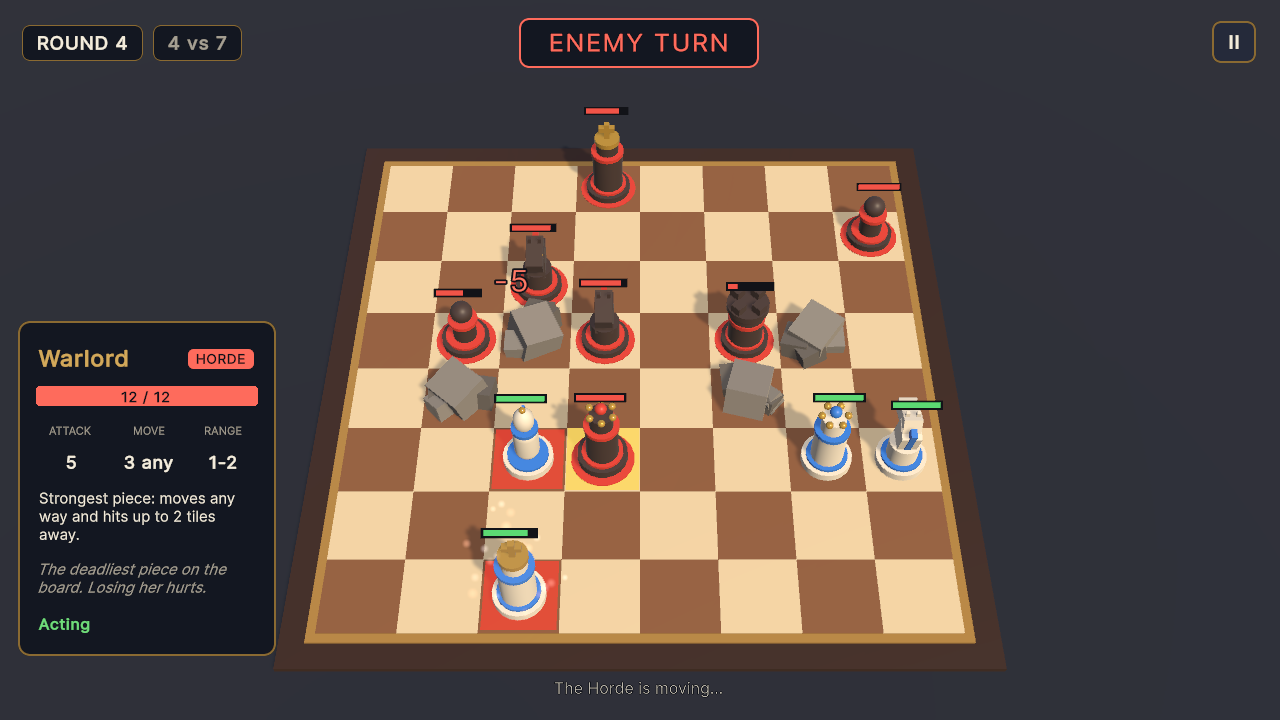 ROUND 4
4 vs 7
ENEMY TURN
-5
Warlord
HORDE
12 / 12
ATTACK MOVE RANGE
5 3 any 1-2
Strongest piece: moves any
way and hits up to 2 tiles
away.
The deadliest piece on the
board. Losing her hurts.
Acting
The Horde is moving...